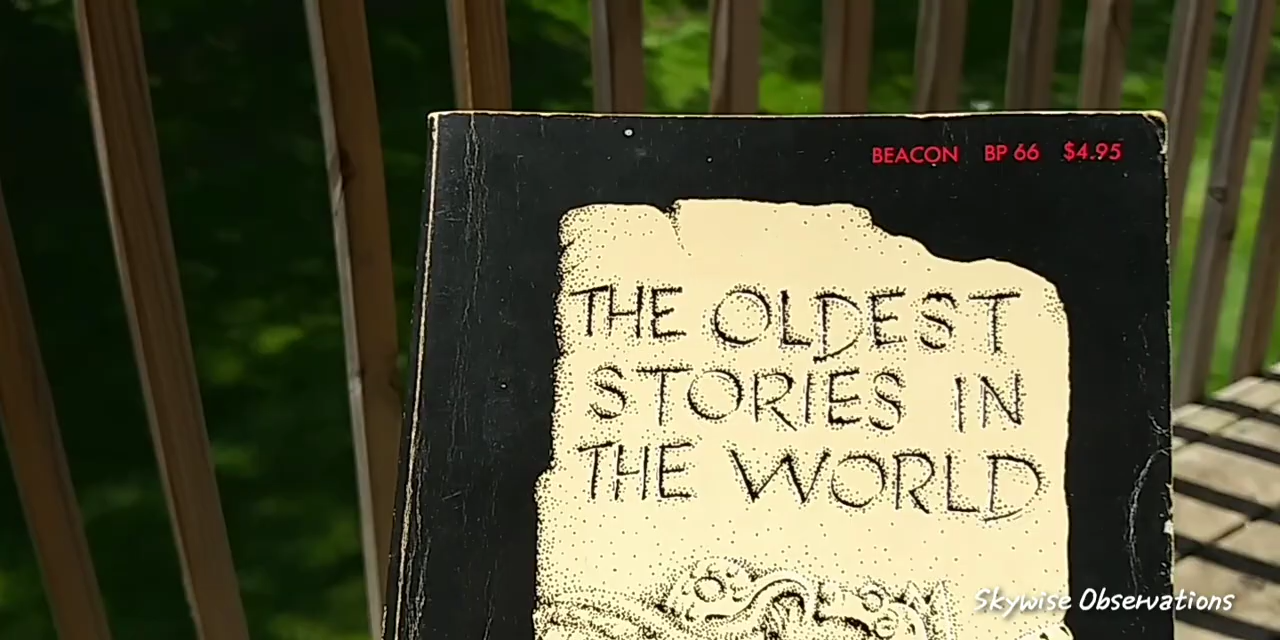 BEACON BP 66 $4.95
THE OLDEST
STORIES IN
THE WORLD
Skywise Observations